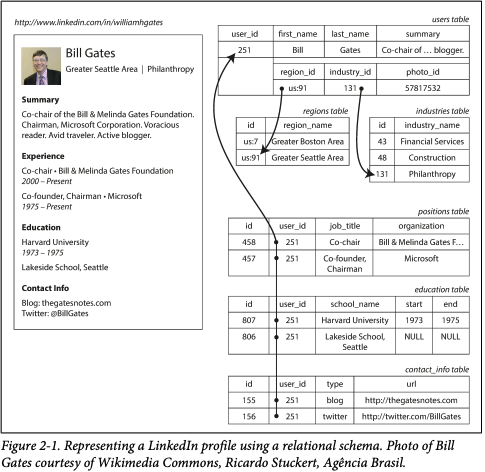 http://www.linkedin.com/in/williamhgates
Bill Gates
Greater Seattle Area | Philanthropy
Summary
Co-chair of the Bill & Melinda Gates Foundation.
Chairman, Microsoft Corporation. Voracious
reader. Avid traveler. Active blogger.
Experience
Co-chair • Bill & Melinda Gates Foundation
2000 – Present
Co-founder, Chairman • Microsoft
1975 – Present
Education
Harvard University
1973 – 1975
Lakeside School, Seattle
Contact Info
Blog: thegatesnotes.com
Twitter: @BillGates
users table
user_id first_name last_name summary
251 Bill Gates Co-chair of … blogger.
region_id industry_id photo_id
us:91 131 57817532
regions table
id region_name
us:7 Greater Boston Area
us:91 Greater Seattle Area
industries table
id industry_name
43 Financial Services
48 Construction
131 Philanthropy
positions table
id user_id job_title organization
458 251 Co-chair Bill & Melinda Gates F…
457 251 Co-founder, Microsoft
Chairman
education table
id user_id school_name start end
807 251 Harvard University 1973 1975
806 251 Lakeside School, NULL NULL
Seattle
contact_info table
id user_id type url
155 251 blog http://thegatesnotes.com
156 251 twitter http://twitter.com/BillGates
Figure 2-1. Representing a LinkedIn profile using a relational schema. Photo of Bill
Gates courtesy of Wikimedia Commons, Ricardo Stuckert, Agência Brasil.